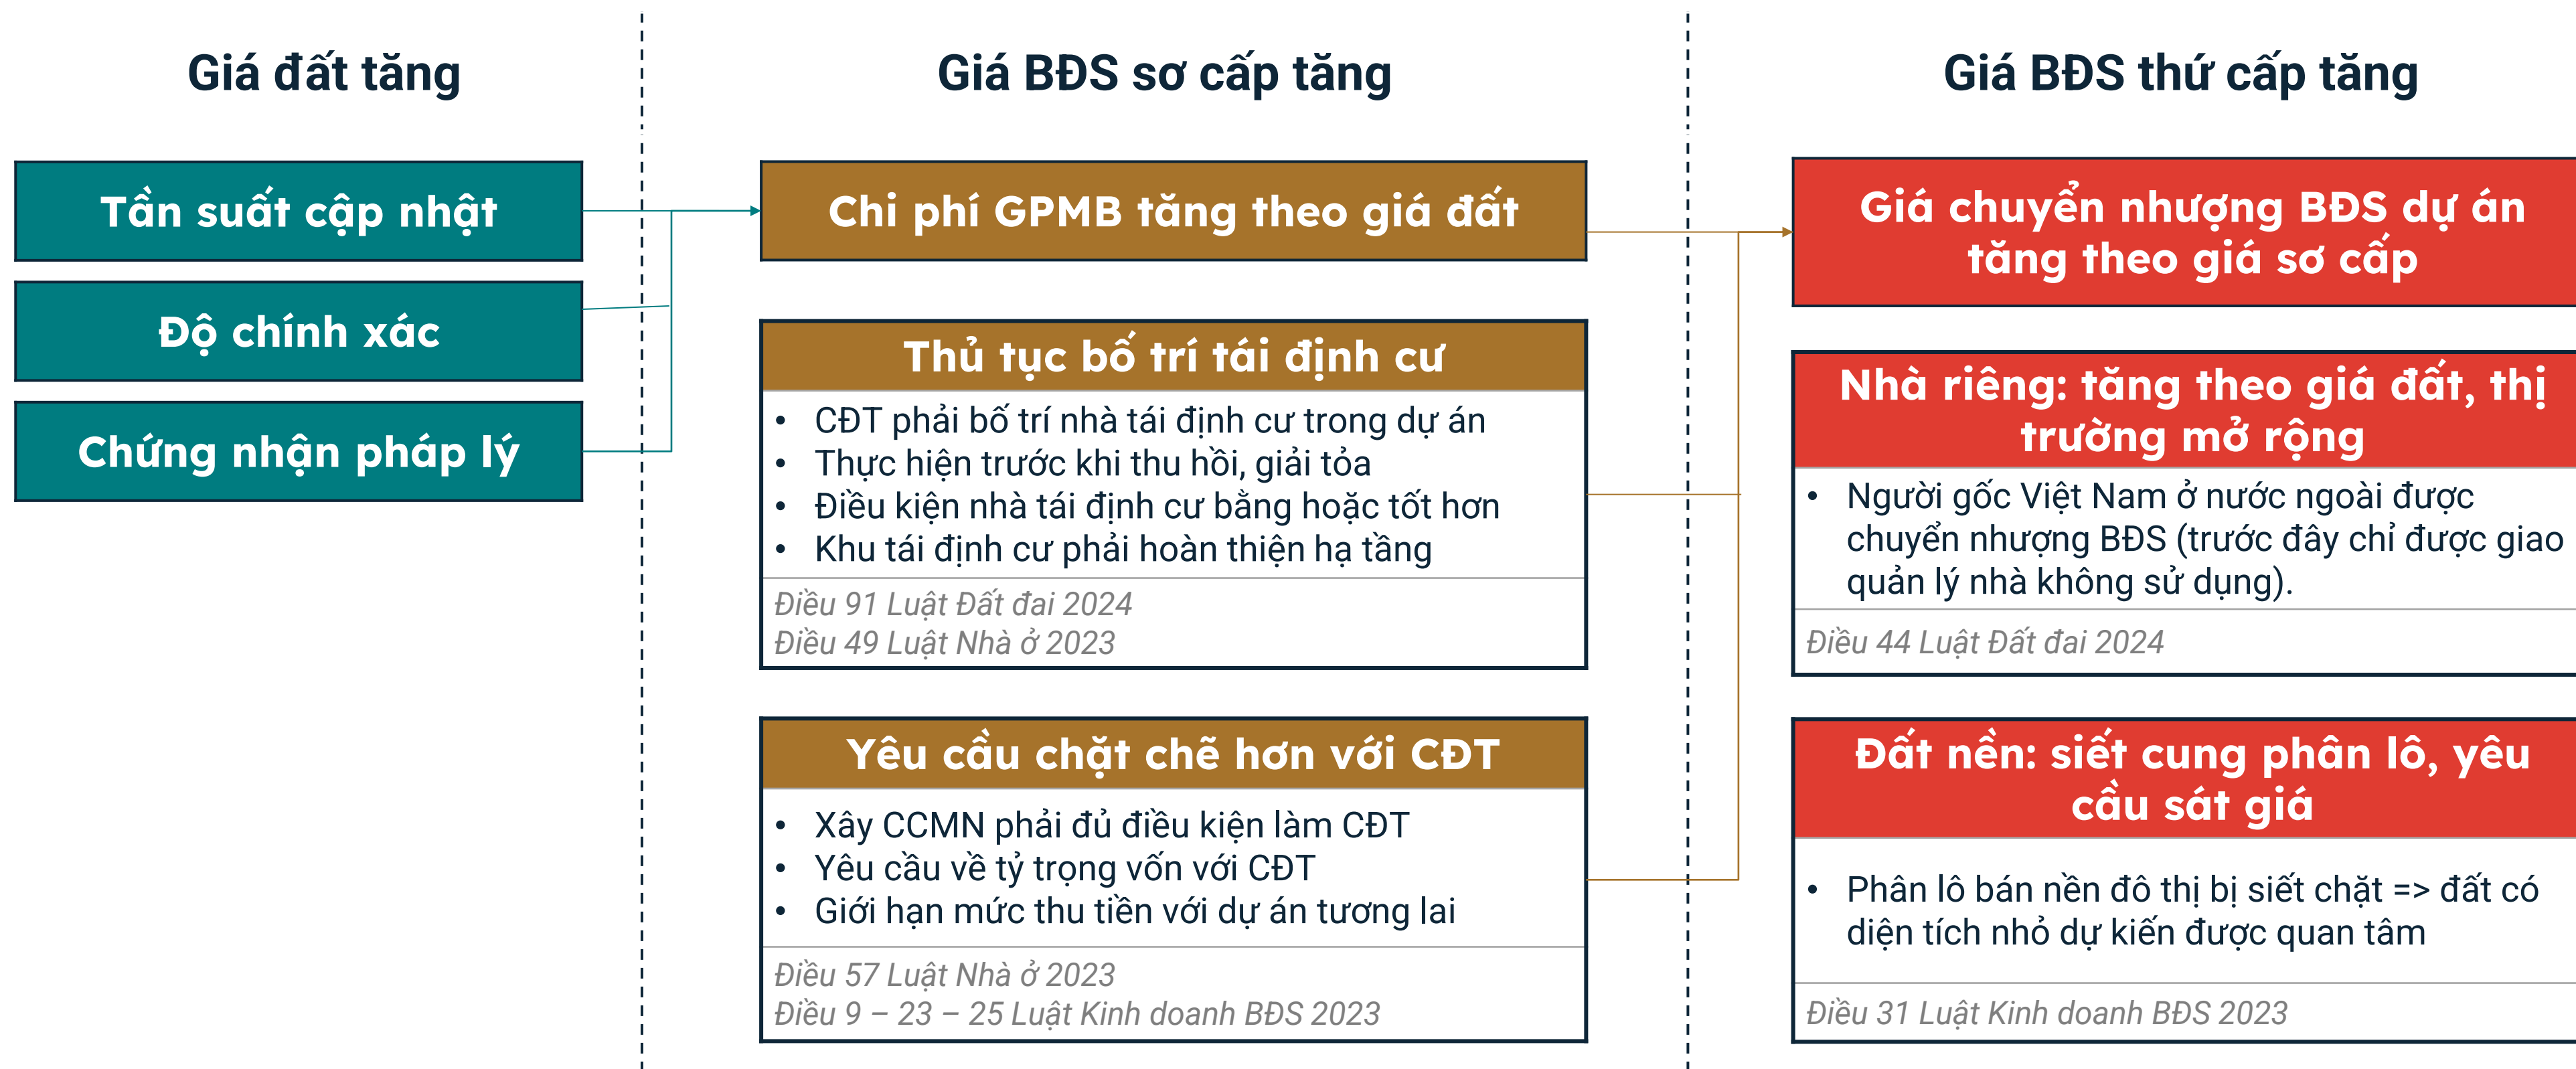 Giá đất tăng
Tần suất cập nhật
Độ chính xác
Chứng nhận pháp lý
Giá BĐS sơ cấp tăng
Chi phí GPMB tăng theo giá đất
Thủ tục bố trí tái định cư
• CĐT phải bố trí nhà tái định cư trong dự án
• Thực hiện trước khi thu hồi, giải tỏa
• Điều kiện nhà tái định cư bằng hoặc tốt hơn
• Khu tái định cư phải hoàn thiện hạ tầng
Điều 91 Luật Đất đai 2024
Điều 49 Luật Nhà ở 2023
Yêu cầu chặt chẽ hơn với CĐT
• Xây CCMN phải đủ điều kiện làm CĐT
• Yêu cầu về tỷ trọng vốn với CĐT
• Giới hạn mức thu tiền với dự án tương lai
Điều 57 Luật Nhà ở 2023
Điều 9 – 23 – 25 Luật Kinh doanh BĐS 2023
Giá BĐS thứ cấp tăng
Giá chuyển nhượng BĐS dự án
tăng theo giá sơ cấp
Nhà riêng: tăng theo giá đất, thị
trường mở rộng
• Người gốc Việt Nam ở nước ngoài được
chuyển nhượng BĐS (trước đây chỉ được giao
quản lý nhà không sử dụng).
Điều 44 Luật Đất đai 2024
Đất nền: siết cung phân lô, yêu
cầu sát giá
• Phân lô bán nền đô thị bị siết chặt => đất có
diện tích nhỏ dự kiến được quan tâm
Điều 31 Luật Kinh doanh BĐS 2023